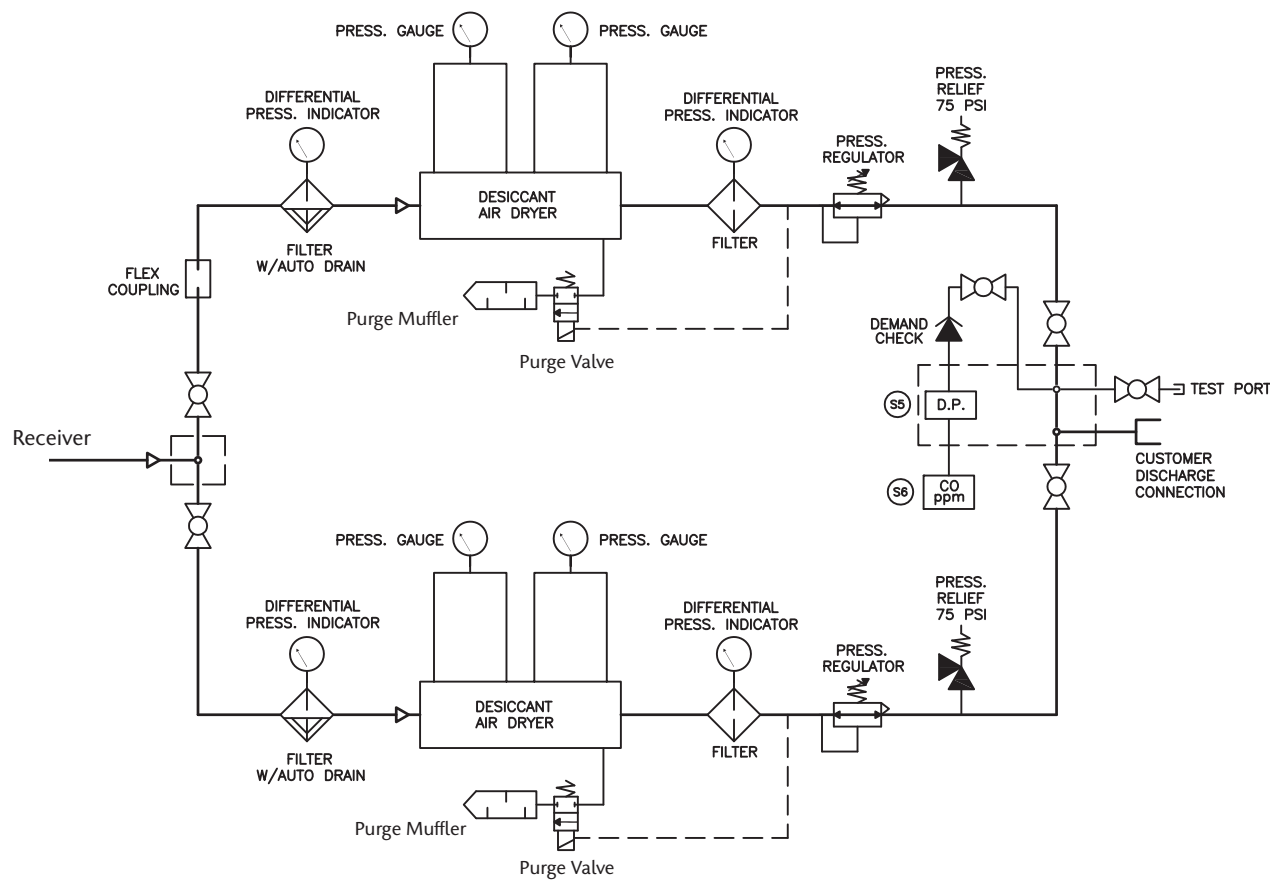 PRESS. GAUGE
PRESS. GAUGE
DIFFERENTIAL
PRESS. INDICATOR
DIFFERENTIAL
PRESS. INDICATOR
PRESS.
RELIEF
75 PSI
PRESS.
REGULATOR
DESICCANT
AIR DRYER
FILTER
W/AUTO DRAIN
FILTER
FLEX
COUPLING
Purge Muffler
Purge Valve
DEMAND
CHECK
TEST PORT
S5
D.P.
Receiver
CUSTOMER
DISCHARGE
CONNECTION
S6
CO
ppm
PRESS. GAUGE
PRESS. GAUGE
DIFFERENTIAL
PRESS. INDICATOR
DIFFERENTIAL
PRESS. INDICATOR
PRESS.
RELIEF
75 PSI
PRESS.
REGULATOR
DESICCANT
AIR DRYER
FILTER
W/AUTO DRAIN
FILTER
Purge Muffler
Purge Valve